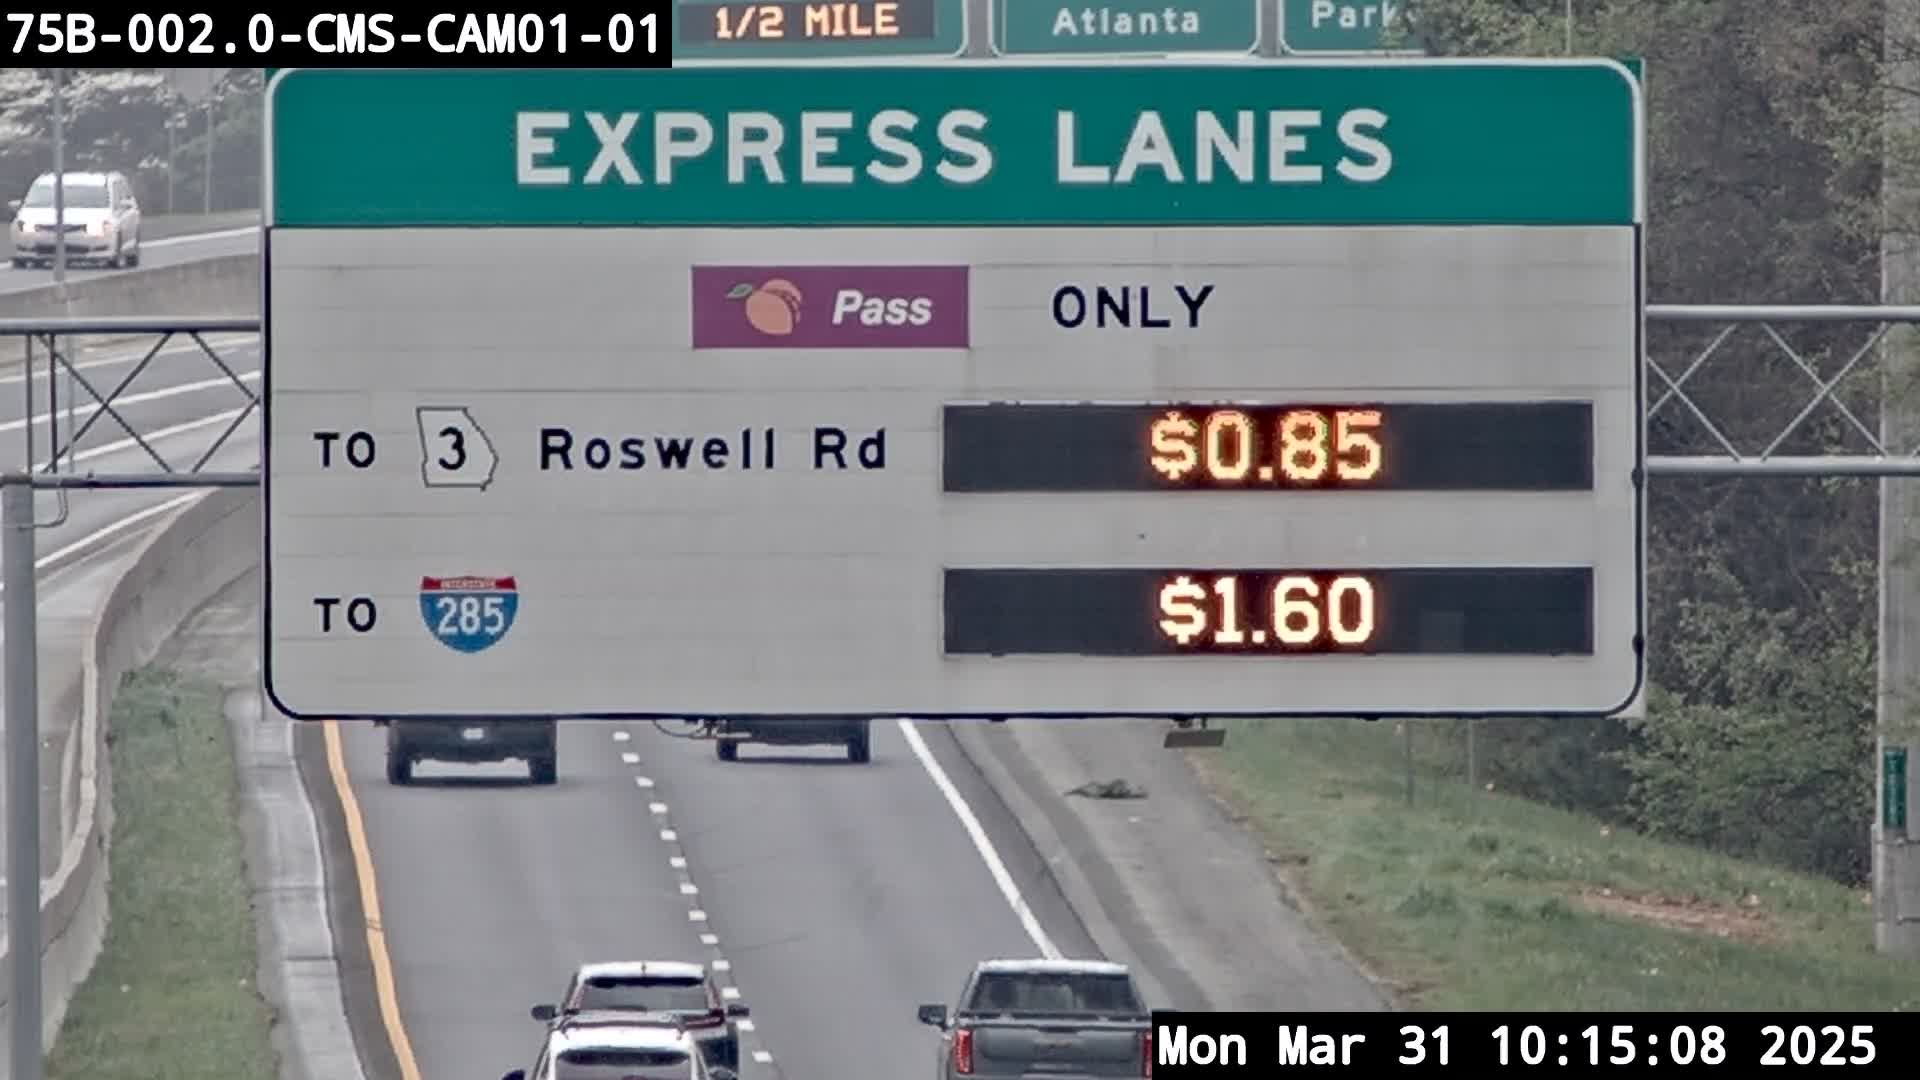 75B-002.0-CMS-CAM01-01
1/2 MILE
Atlanta
Park
EXPRESS LANES
Pass ONLY
TO 3 Roswell Rd $0.85
TO 285 $1.60
Mon Mar 31 10:15:08 2025